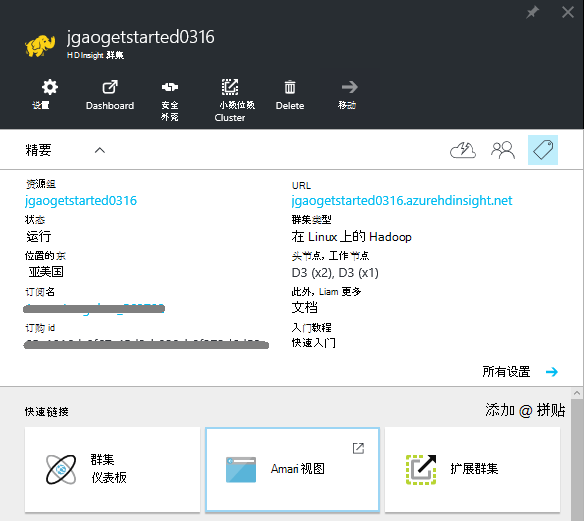 jgaogetstarted0316
HDInsight 群集
设置
Dashboard
安全
外壳
小数位数
Cluster
Delete
移动
精要
资源组
jgaogetstarted0316
状态
运行
位置的京
亚美国
订阅名
订购 id
URL
jgaogetstarted0316.azurehdinsight.net
群集类型
在 Linux 上的 Hadoop
头节点，工作节点
D3 (x2), D3 (x1)
此外，Liam 更多
文档
入门教程
快速入门
所有设置
快速链接
添加 @ 拼贴
群集
仪表板
Amari 视图
扩展群集